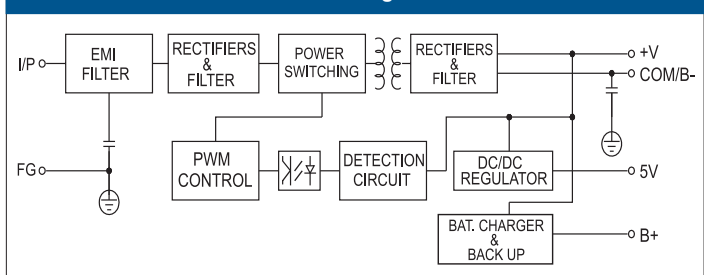 I/P
EMI
FILTER
RECTIFIERS
&
FILTER
POWER
SWITCHING
RECTIFIERS
&
FILTER
+V
COM/B-
FG
PWM
CONTROL
DETECTION
CIRCUIT
DC/DC
REGULATOR
5V
BAT. CHARGER
&
BACK UP
B+